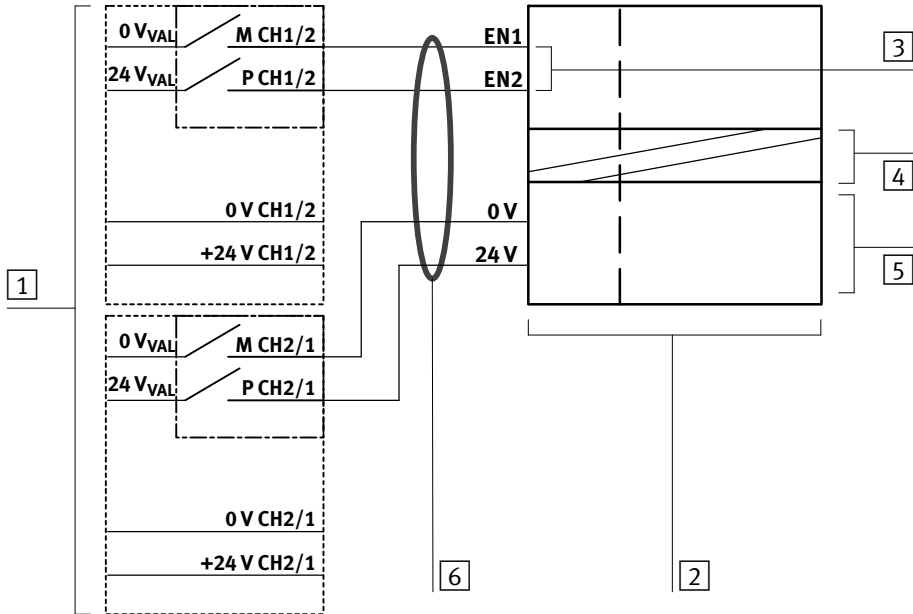 0 VVAL M CH1/2 EN1
3
24 VVAL P CH1/2 EN2
4
0 V CH1/2 0 V
+24 V CH1/2 24 V
5
1
0 VVAL M CH2/1
24 VVAL P CH2/1
0 V CH2/1
+24 V CH2/1
6 2